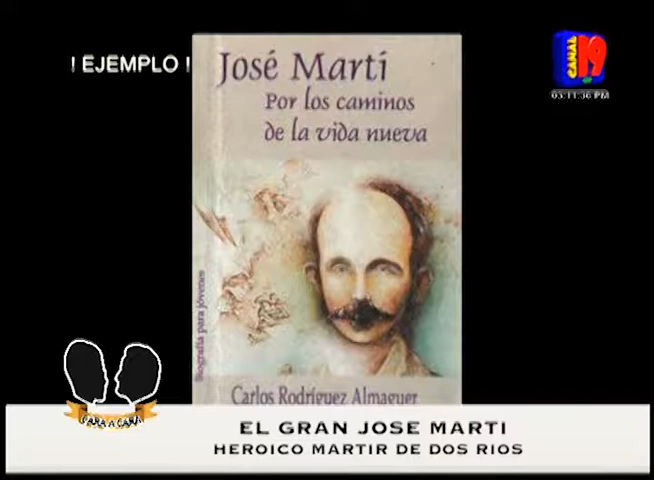 ! EJEMPLO !
CANAL 19
03:11:36 PM
José Martí
Por los caminos
de la vida nueva
Biografía para jóvenes
Carlos Rodríguez Almaguer
CARA A CARA
EL GRAN JOSE MARTI
HEROICO MARTIR DE DOS RIOS